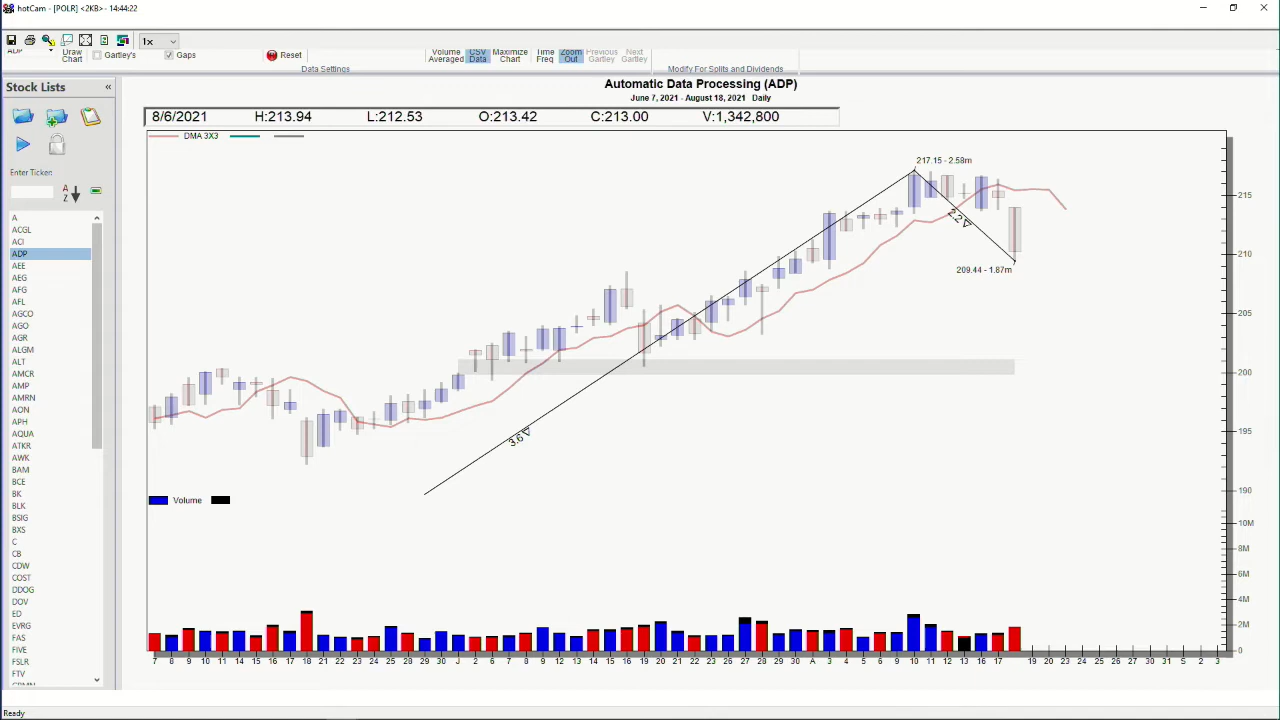 hotCam - [POLR] <2KB> - 14:44:22
1x
ADP
Draw
Chart
Gartley's
Gaps
Reset
Volume
Averaged
CSV
Data
Maximize
Chart
Time
Freq
Zoom
Out
Previous
Gartley
Next
Gartley
Data Settings
Modify For Splits and Dividends
Stock Lists
«
Enter Ticker:
A
Z
A
ACGL
ACI
ADP
AEE
AEG
AFG
AFL
AGCO
AGO
AGR
ALGM
ALT
AMCR
AMP
AMRN
AON
APH
AQUA
ATKR
AWK
BAM
BCE
BK
BLK
BSIG
BXS
C
CB
CDW
COST
DDOG
DOV
ED
EVRG
FAS
FIVE
FSLR
FTV
Automatic Data Processing (ADP)
June 7, 2021 - August 18, 2021 Daily
8/6/2021 H:213.94 L:212.53 O:213.42 C:213.00 V:1,342,800
DMA 3X3
217.15 - 2.58m
2.2
209.44 - 1.87m
3.6
215
210
205
200
195
190
Volume
10M
8M
6M
4M
2M
0
7 8 9 10 11 14 15 16 17 18 21 22 23 24 25 28 29 30 J 2 6 7 8 9 12 13 14 15 16 19 20 21 22 23 26 27 28 29 30 A 3 4 5 6 9 10 11 12 13 16 17 19 20 23 24 25 26 27 30 31 S 2 3
Ready